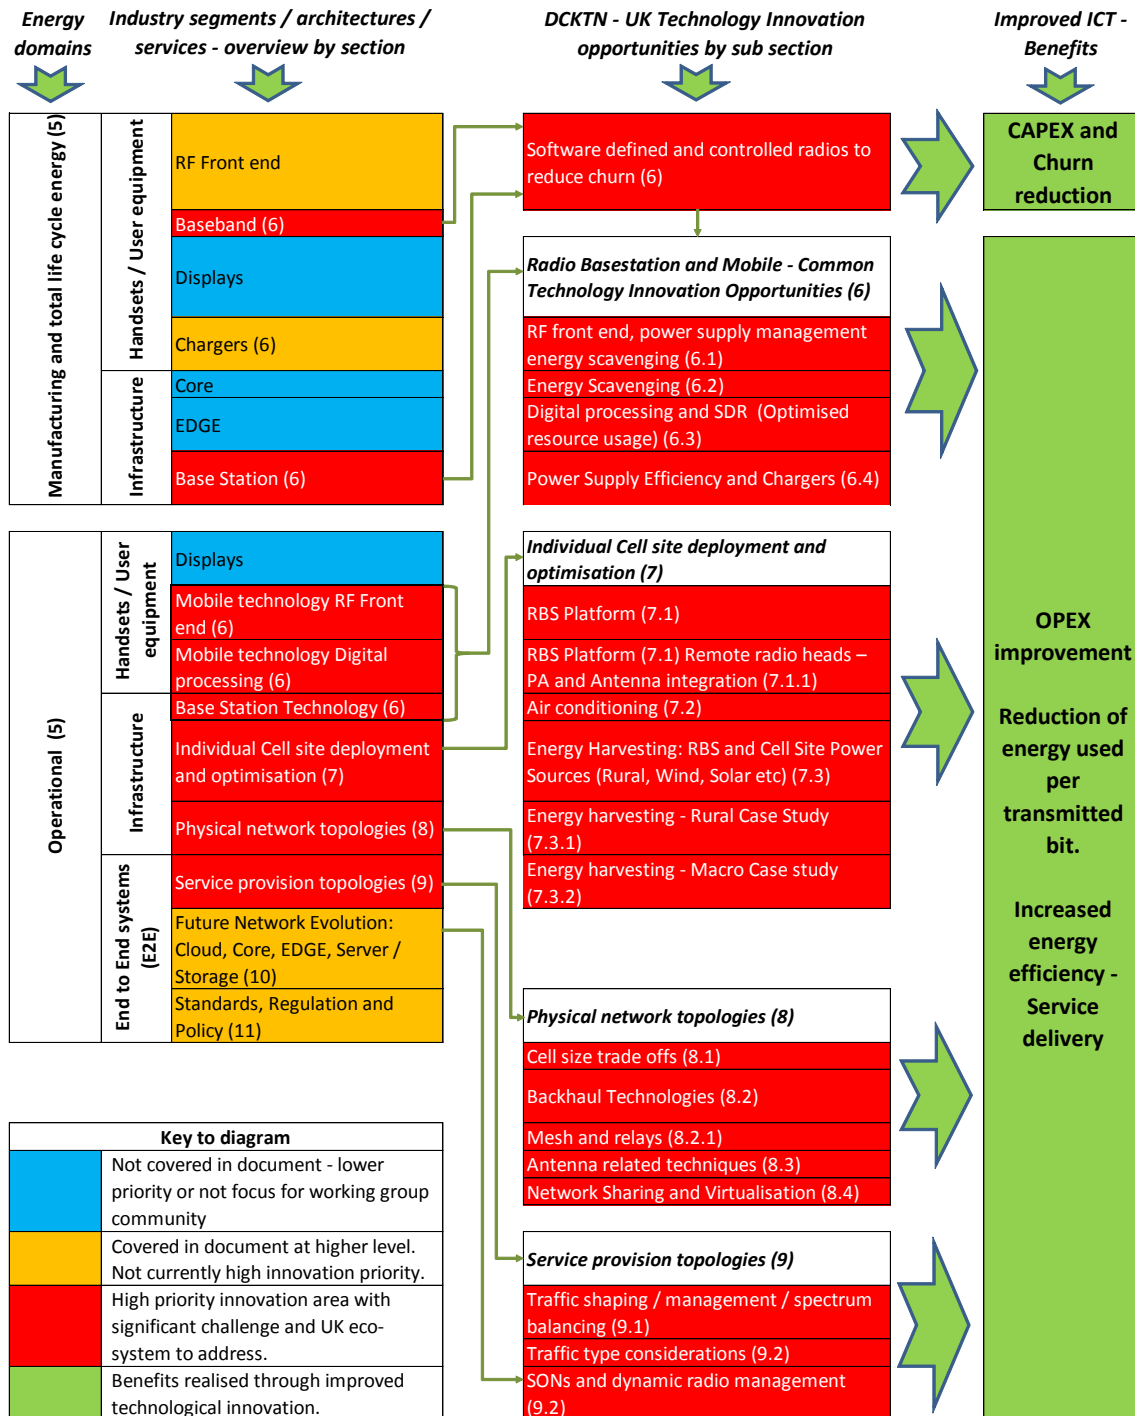 Energy
domains
Industry segments / architectures /
services - overview by section
DCKTN - UK Technology Innovation
opportunities by sub section
Improved ICT -
Benefits
Manufacturing and total life cycle energy (5)
Handsets / User equipment
RF Front end
Baseband (6)
Displays
Chargers (6)
Infrastructure
Core
EDGE
Base Station (6)
Software defined and controlled radios to
reduce churn (6)
Radio Basestation and Mobile - Common
Technology Innovation Opportunities (6)
RF front end, power supply management
energy scavenging (6.1)
Energy Scavenging (6.2)
Digital processing and SDR (Optimised
resource usage) (6.3)
Power Supply Efficiency and Chargers (6.4)
CAPEX and
Churn
reduction
Operational (5)
Handsets / User
equipment
Displays
Mobile technology RF Front
end (6)
Mobile technology Digital
processing (6)
Infrastructure
Base Station Technology (6)
Individual Cell site deployment
and optimisation (7)
Physical network topologies (8)
End to End systems
(E2E)
Service provision topologies (9)
Future Network Evolution:
Cloud, Core, EDGE, Server /
Storage (10)
Standards, Regulation and
Policy (11)
Individual Cell site deployment and
optimisation (7)
RBS Platform (7.1)
RBS Platform (7.1) Remote radio heads –
PA and Antenna integration (7.1.1)
Air conditioning (7.2)
Energy Harvesting: RBS and Cell Site Power
Sources (Rural, Wind, Solar etc) (7.3)
Energy harvesting - Rural Case Study
(7.3.1)
Energy harvesting - Macro Case study
(7.3.2)
Physical network topologies (8)
Cell size trade offs (8.1)
Backhaul Technologies (8.2)
Mesh and relays (8.2.1)
Antenna related techniques (8.3)
Network Sharing and Virtualisation (8.4)
Service provision topologies (9)
Traffic shaping / management / spectrum
balancing (9.1)
Traffic type considerations (9.2)
SONs and dynamic radio management
(9.2)
OPEX
improvement
Reduction of
energy used
per
transmitted
bit.
Increased
energy
efficiency -
Service
delivery
Key to diagram
Not covered in document - lower
priority or not focus for working group
community
Covered in document at higher level.
Not currently high innovation priority.
High priority innovation area with
significant challenge and UK eco-
system to address.
Benefits realised through improved
technological innovation.